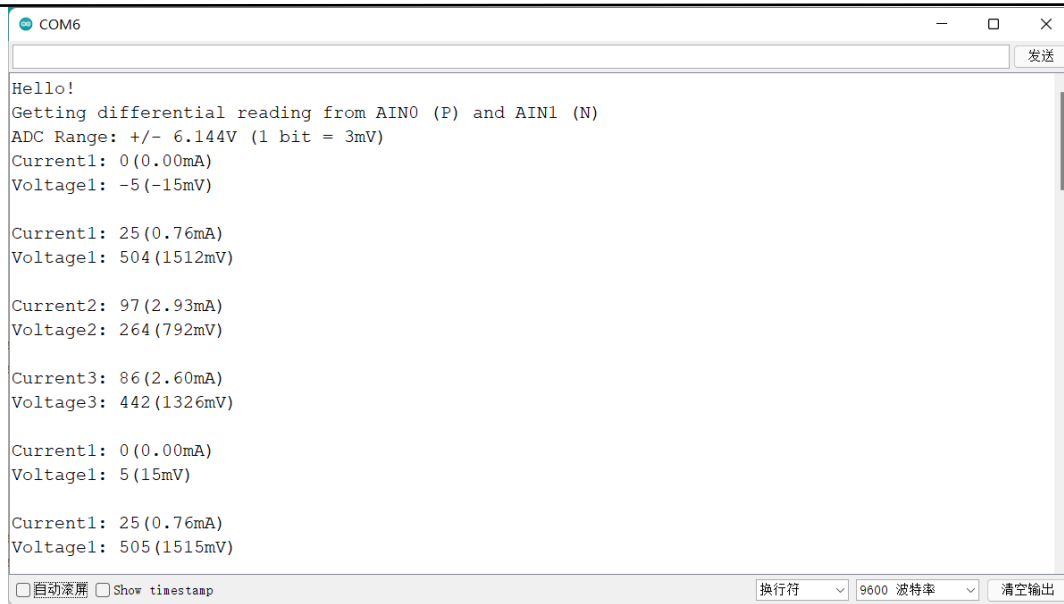 COM6
发送
Hello!
Getting differential reading from AIN0 (P) and AIN1 (N)
ADC Range: +/- 6.144V (1 bit = 3mV)
Current1: 0(0.00mA)
Voltage1: -5(-15mV)
Current1: 25(0.76mA)
Voltage1: 504(1512mV)
Current2: 97(2.93mA)
Voltage2: 264(792mV)
Current3: 86(2.60mA)
Voltage3: 442(1326mV)
Current1: 0(0.00mA)
Voltage1: 5(15mV)
Current1: 25(0.76mA)
Voltage1: 505(1515mV)
自动滚屏 Show timestamp 换行符 9600 波特率 清空输出